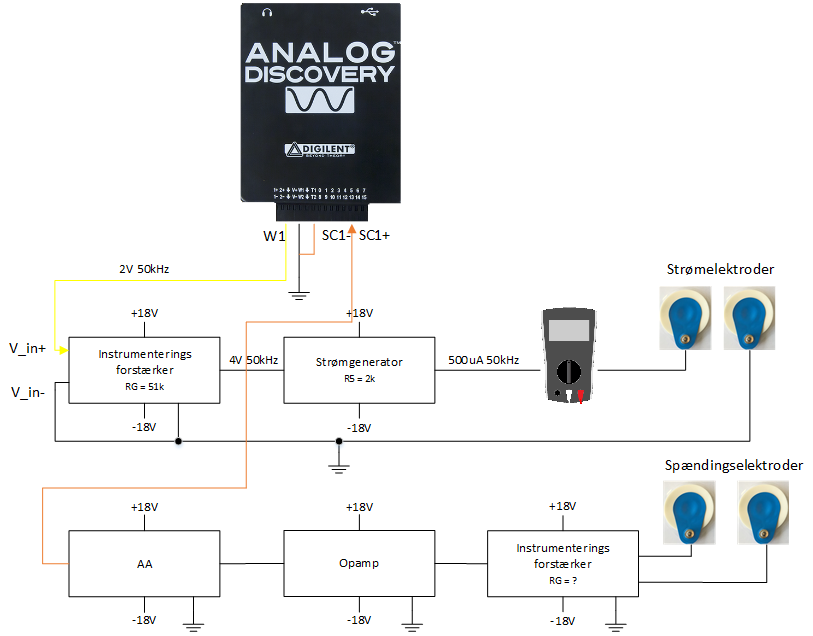 ANALOG™
DISCOVERY
DIGILENT®
BEYOND THEORY
1+ 2+ V+ W1 T1 0 1 2 3 4 5 6 7
1- 2- V- W2 T2 8 9 10 11 12 13 14 15
W1 SC1- SC1+
2V 50kHz
Strømelektroder
+18V +18V
V_in+
Instrumenterings
forstærker
RG = 51k
4V 50kHz
Strømgenerator
R5 = 2k
500uA 50kHz
V_in-
-18V -18V
Spændingselektroder
+18V +18V +18V
AA
Opamp
Instrumenterings
forstærker
RG = ?
-18V -18V -18V